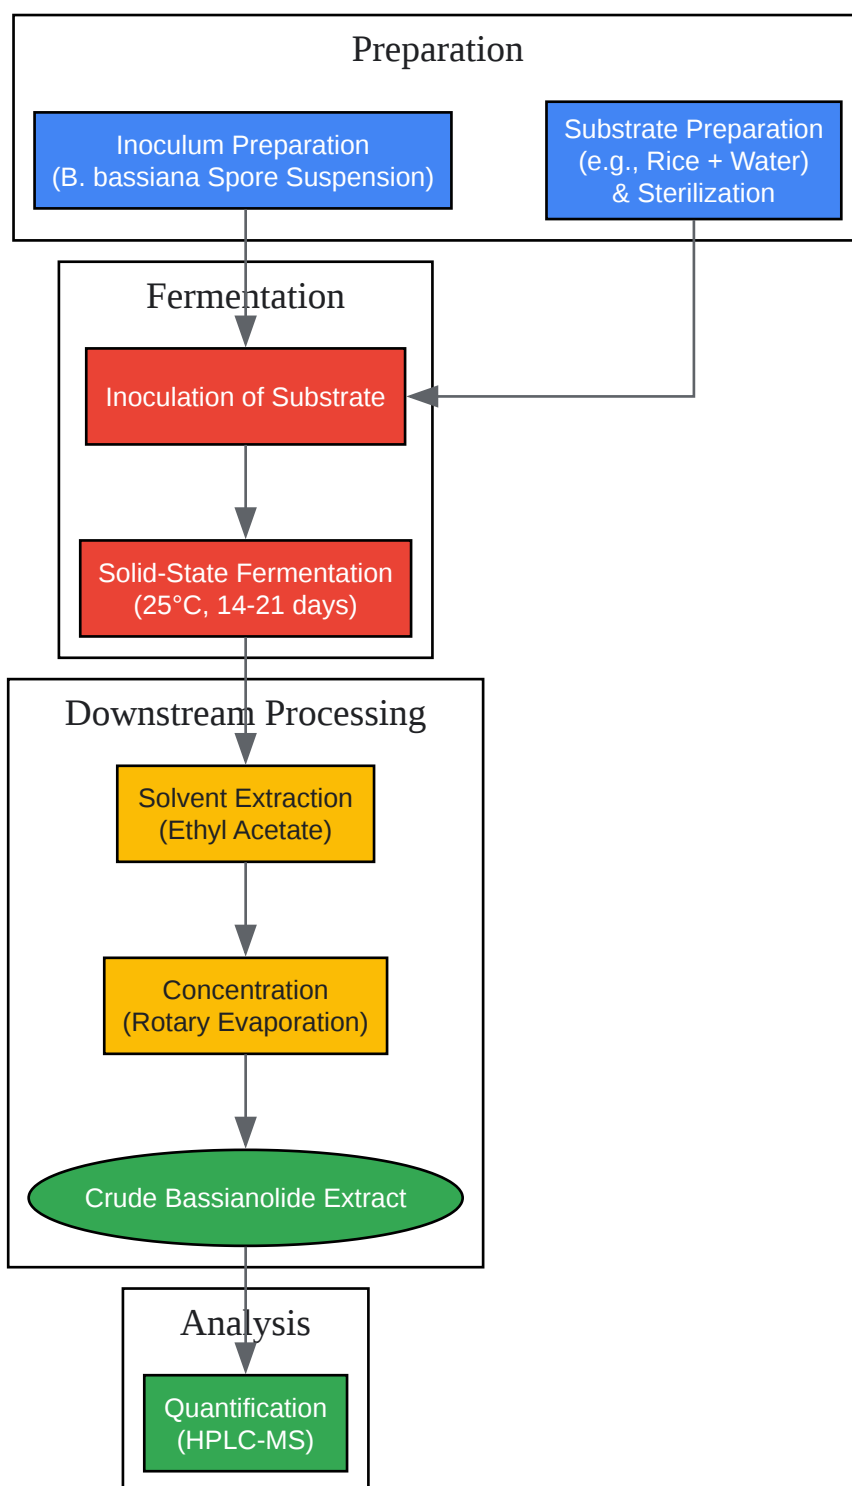 Preparation
Inoculum Preparation
(B. bassiana Spore Suspension)
Substrate Preparation
(e.g., Rice + Water)
& Sterilization
Fermentation
Inoculation of Substrate
Solid-State Fermentation
(25°C, 14-21 days)
Downstream Processing
Solvent Extraction
(Ethyl Acetate)
Concentration
(Rotary Evaporation)
Crude Bassianolide Extract
Analysis
Quantification
(HPLC-MS)